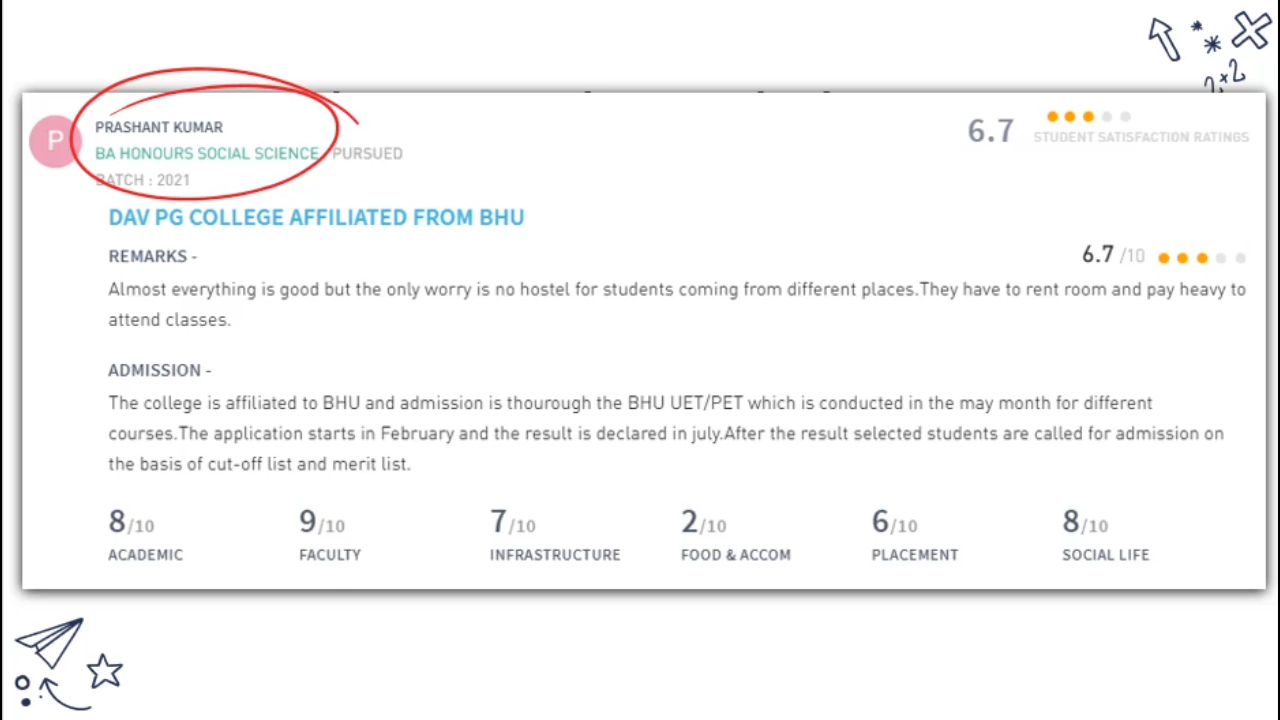 2x2
P
PRASHANT KUMAR
BA HONOURS SOCIAL SCIENCE, PURSUED
BATCH : 2021
6.7
STUDENT SATISFACTION RATINGS
DAV PG COLLEGE AFFILIATED FROM BHU
REMARKS -
6.7 /10
Almost everything is good but the only worry is no hostel for students coming from different places.They have to rent room and pay heavy to
attend classes.
ADMISSION -
The college is affiliated to BHU and admission is thourough the BHU UET/PET which is conducted in the may month for different
courses.The application starts in February and the result is declared in july.After the result selected students are called for admission on
the basis of cut-off list and merit list.
8/10 9/10 7/10 2/10 6/10 8/10
ACADEMIC FACULTY INFRASTRUCTURE FOOD & ACCOM PLACEMENT SOCIAL LIFE